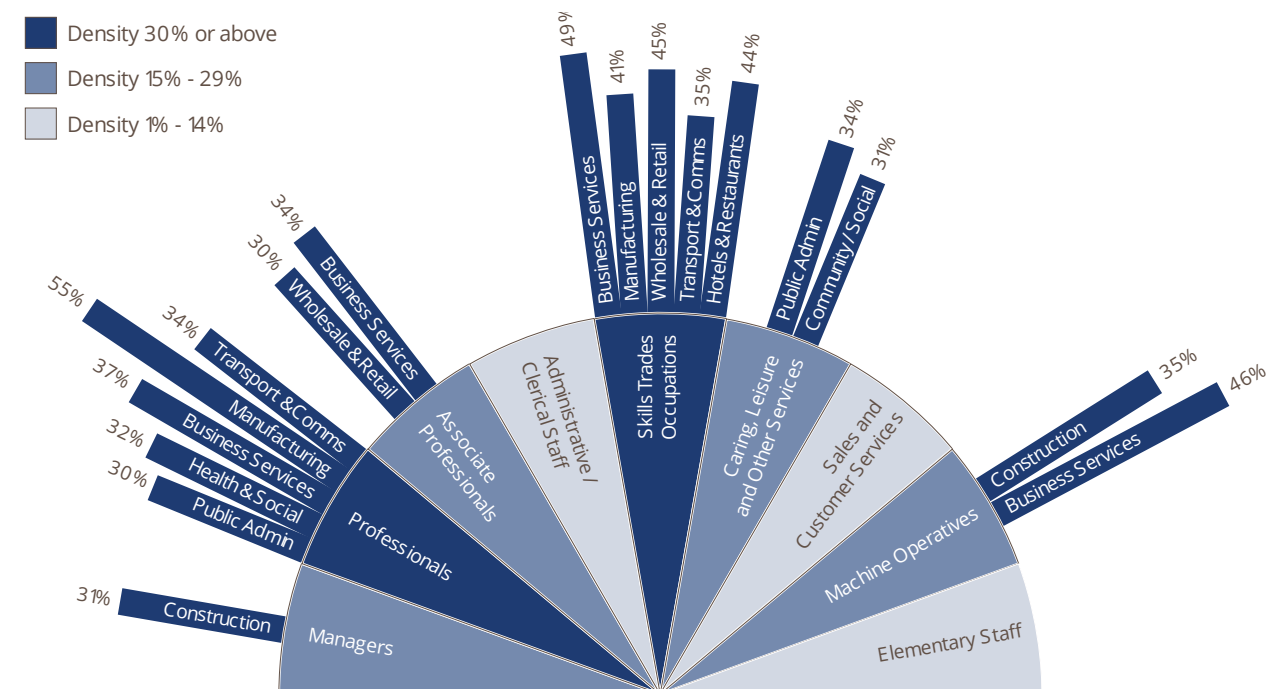 Density 30% or above
Density 15% - 29%
Density 1% - 14%
31%
Construction
Managers
30%
Public Admin
32%
Health & Social
37%
Business Services
55%
Manufacturing
34%
Transport & Comms
Professionals
30%
Wholesale & Retail
34%
Business Services
Associate
Professionals
Administrative /
Clerical Staff
49%
Business Services
41%
Manufacturing
45%
Wholesale & Retail
35%
Transport & Comms
44%
Hotels & Restaurants
Skills Trades
Occupations
34%
Public Admin
31%
Community / Social
Caring, Leisure
and Other Services
Sales and
Customer Services
35%
Construction
46%
Business Services
Machine Operatives
Elementary Staff